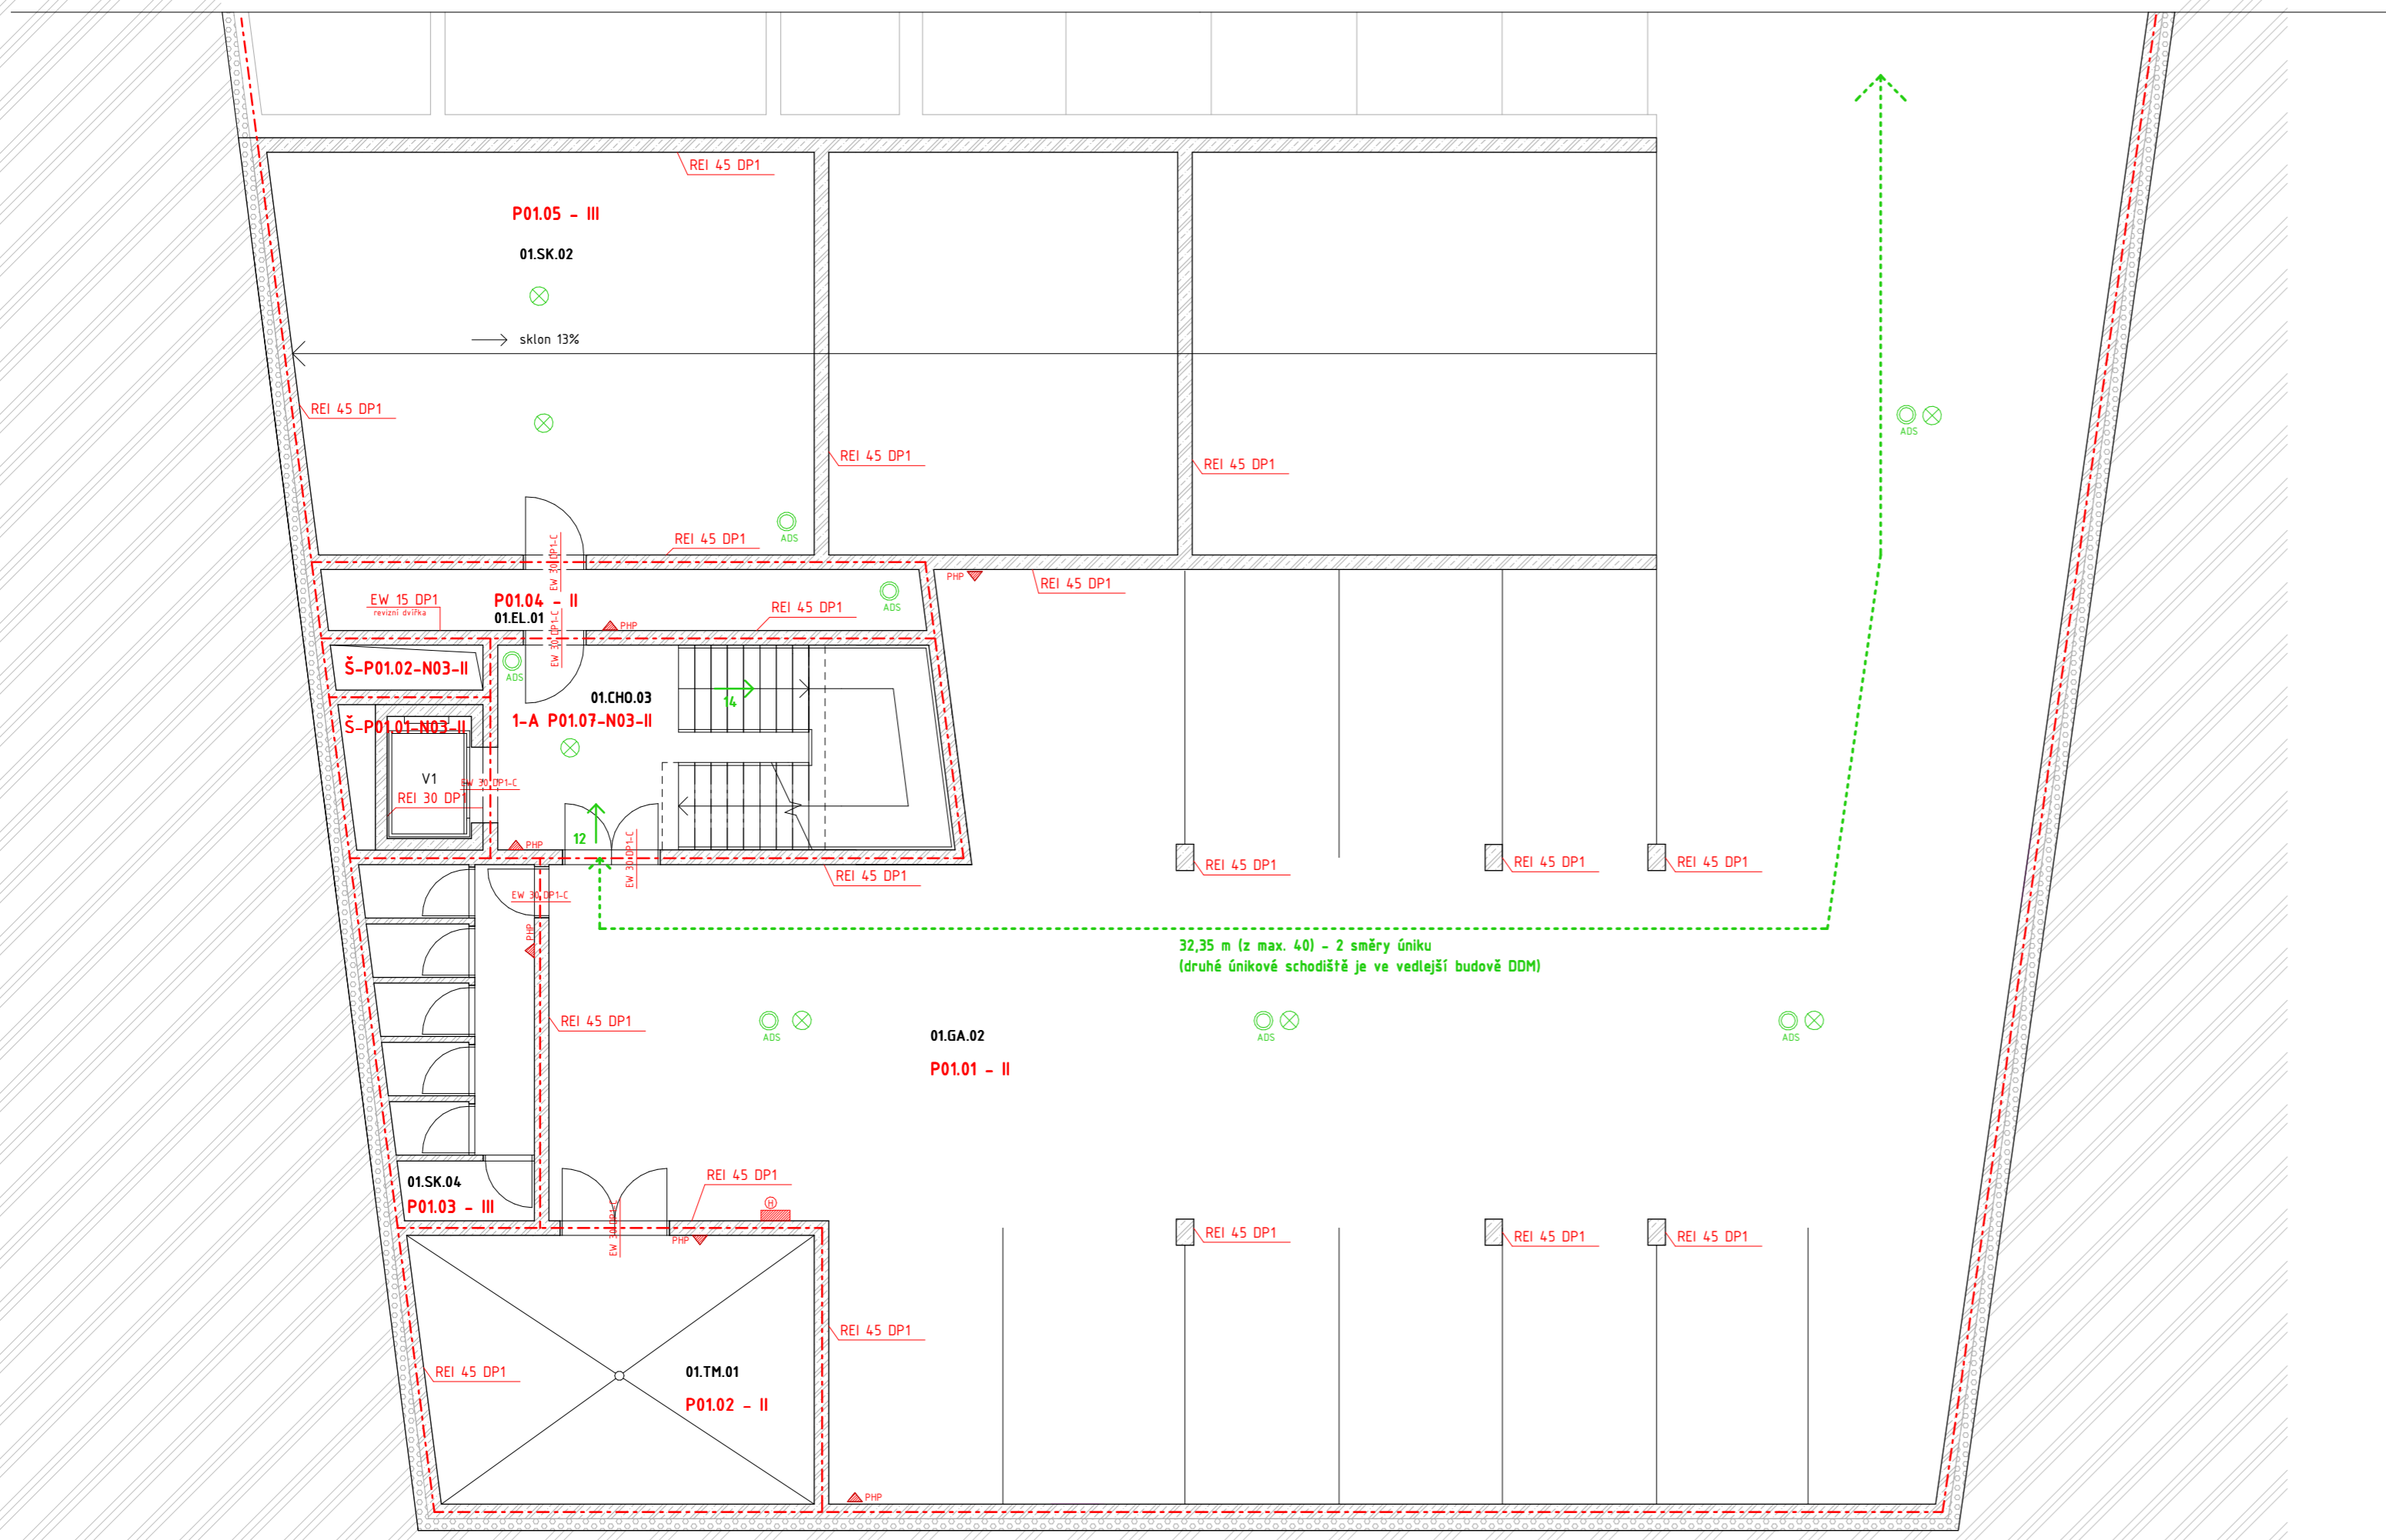 REI 45 DP1
P01.05 - III
01.SK.02
sklon 13%
REI 45 DP1
ADS
REI 45 DP1
REI 45 DP1
ADS
REI 45 DP1
EW 30 DP1-C
PHP
REI 45 DP1
EW 15 DP1
revizní dvířka
P01.04 - II
01.EL.01
ADS
REI 45 DP1
PHP
EW 30 DP1-C
Š-P01.02-N03-II
ADS
01.CHO.03
14
1-A P01.07-N03-II
Š-P01.01-N03-II
V1
EW 30 DP1-C
REI 30 DP1
12
PHP
EW 30 DP1-C
REI 45 DP1
REI 45 DP1
REI 45 DP1
REI 45 DP1
EW 30 DP1-C
PHP
32,35 m (z max. 40) - 2 směry úniku
(druhé únikové schodiště je ve vedlejší budově DDM)
REI 45 DP1
ADS
ADS
ADS
01.GA.02
P01.01 - II
01.SK.04
P01.03 - III
REI 45 DP1
H
EW 30 DP1-C
PHP
REI 45 DP1
REI 45 DP1
REI 45 DP1
REI 45 DP1
REI 45 DP1
01.TM.01
P01.02 - II
PHP